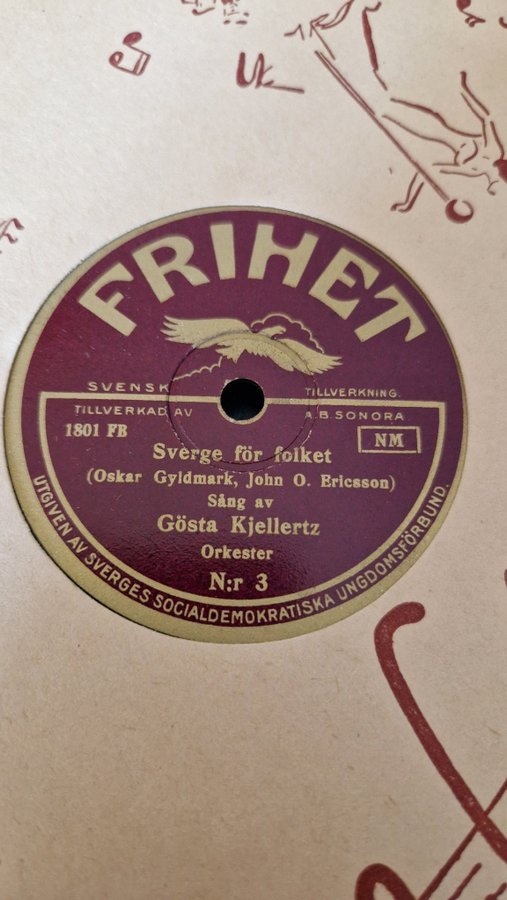 FRIHET
SVENSK TILLVERKNING.
TILLVERKAD AV A.B. SONORA
1801 FB NM
Sverge för folket
(Oskar Gyldmark, John O. Ericsson)
Sång av
Gösta Kjellertz
Orkester
N:r 3
UTGIVEN AV SVERGES SOCIALDEMOKRATISKA UNGDOMSFÖRBUND.